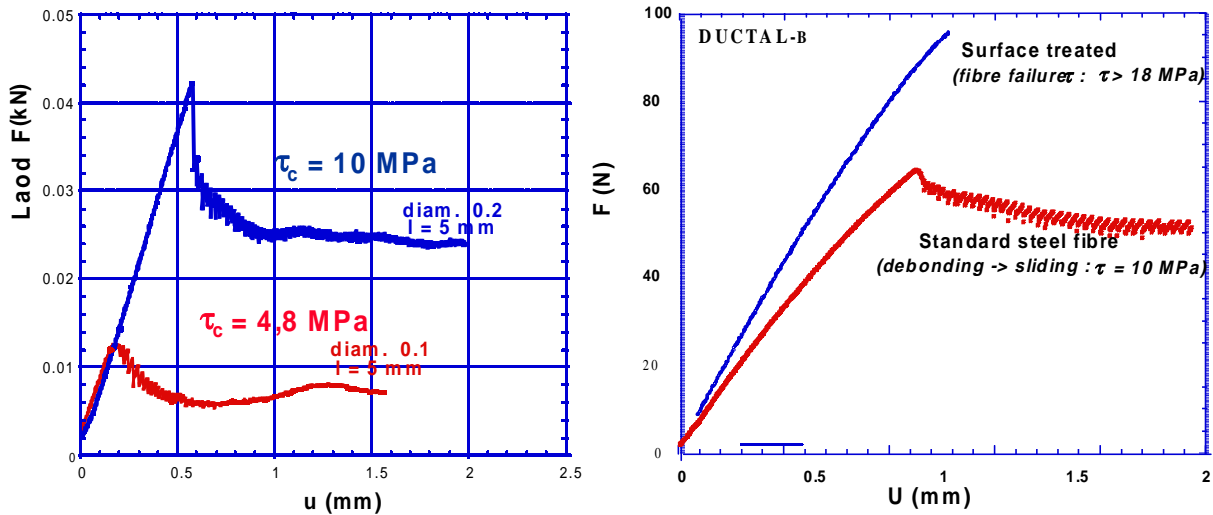 0.05
0.04
0.03
0.02
0.01
0
0
0.5
1
1.5
2
2.5
Laod F(kN)
u (mm)
τc = 10 MPa
diam. 0.2
l = 5 mm
τc = 4,8 MPa
diam. 0.1
l = 5 mm
DUCTAL-B
100
80
60
40
20
0
0
0.5
1
1.5
2
F (N)
U (mm)
Surface treated
(fibre failure τ : τ > 18 MPa)
Standard steel fibre
(debonding -> sliding : τ = 10 MPa)